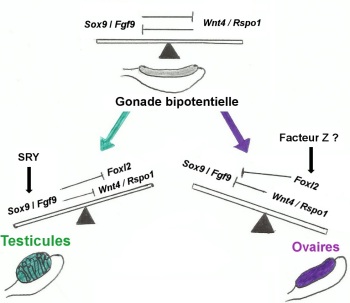 Sox9 / Fgf9 Wnt4 / Rspo1
Gonade bipotentielle
SRY
Facteur Z ?
Foxl2
Sox9 / Fgf9 Wnt4 / Rspo1
Sox9 / Fgf9 Foxl2
Wnt4 / Rspo1
Testicules
Ovaires